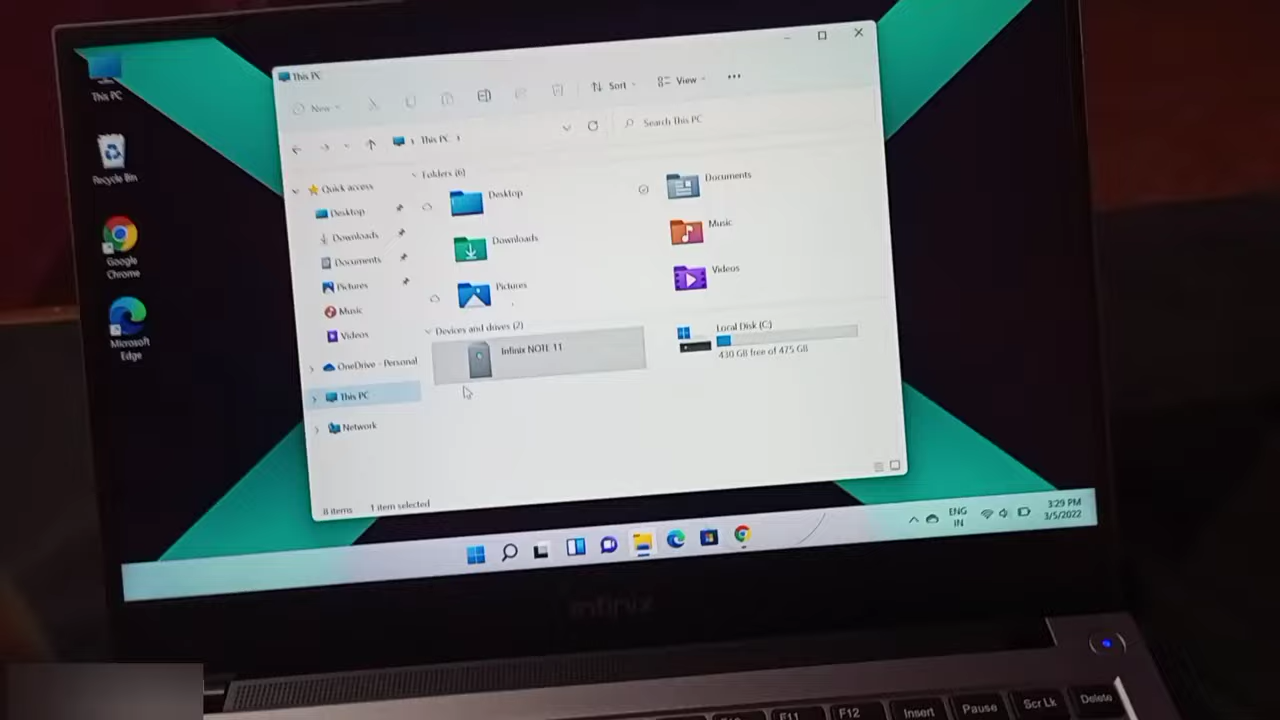 This PC
Recycle Bin
Google Chrome
Microsoft Edge
This PC
New
Sort
View
This PC
Search This PC
Quick access
Desktop
Downloads
Documents
Pictures
Music
Videos
OneDrive - Personal
This PC
Network
Folders (6)
Desktop
Documents
Downloads
Music
Pictures
Videos
Devices and drives (2)
Infinix NOTE 11
Local Disk (C:)
430 GB free of 475 GB
8 items
1 item selected
ENG
IN
3:29 PM
3/5/2022
Infinix
F11
F12
Insert
Pause
Scr Lk
Delete